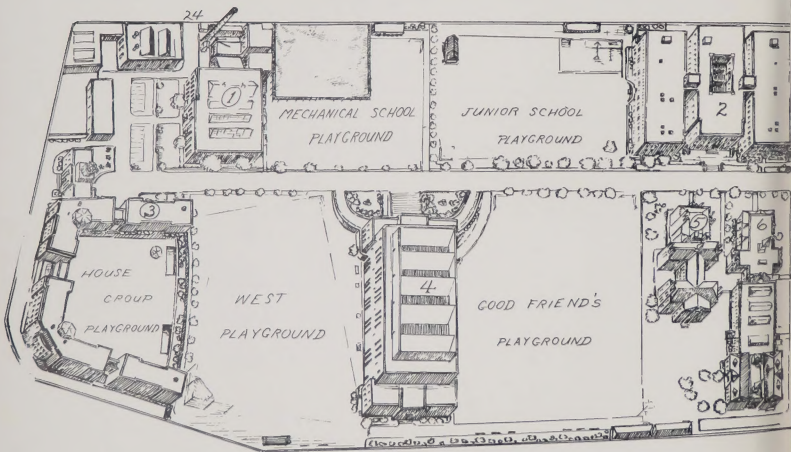 24
1
MECHANICAL SCHOOL
PLAYGROUND
JUNIOR SCHOOL
PLAYGROUND
2
3
HOUSE
GROUP
PLAYGROUND
A
WEST
PLAYGROUND
4
GOOD FRIEND'S
PLAYGROUND
5
6